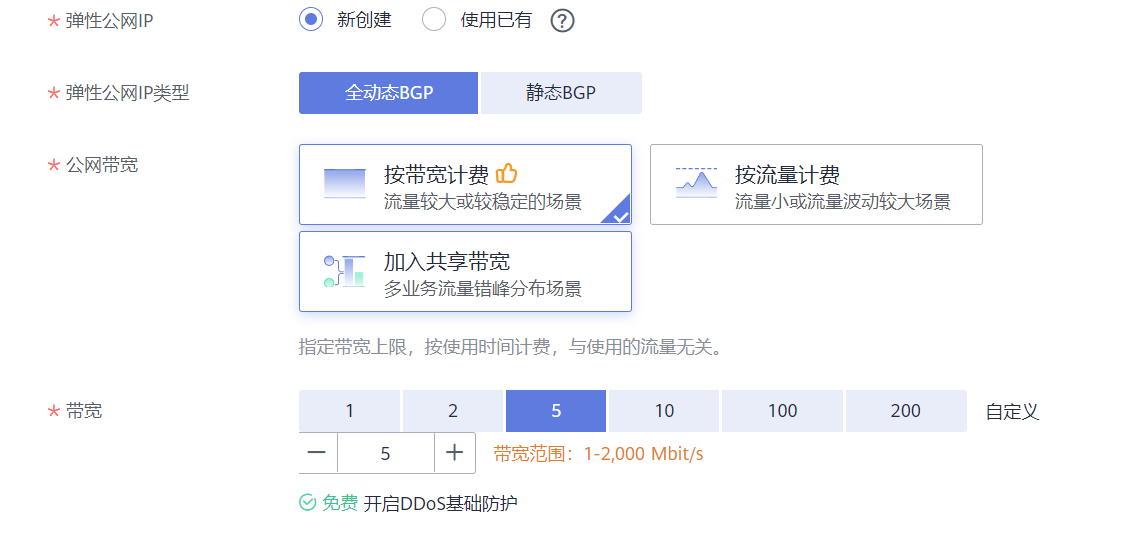 * 弹性公网IP
新创建 使用已有 ?
* 弹性公网IP类型
全动态BGP 静态BGP
* 公网带宽
按带宽计费
流量较大或较稳定的场景
按流量计费
流量小或流量波动较大场景
加入共享带宽
多业务流量错峰分布场景
指定带宽上限，按使用时间计费，与使用的流量无关。
* 带宽
1 2 5 10 100 200 自定义
− 5 + 带宽范围：1-2,000 Mbit/s
免费 开启DDoS基础防护